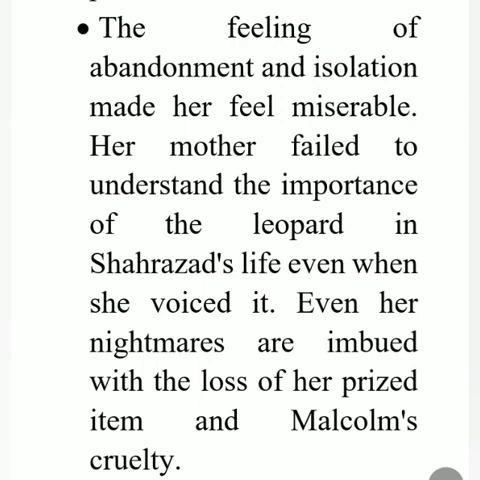 • The feeling of
abandonment and isolation
made her feel miserable.
Her mother failed to
understand the importance
of the leopard in
Shahrazad's life even when
she voiced it. Even her
nightmares are imbued
with the loss of her prized
item and Malcolm's
cruelty.